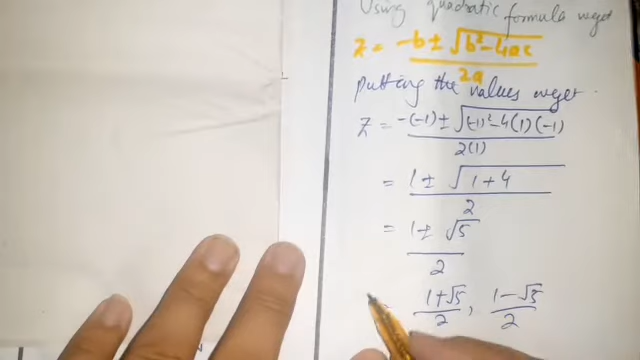 Using quadratic formula we get
z = -b ± √b² - 4ac / 2a
putting the values we get.
z = -(-1) ± √(-1)² - 4(1)(-1) / 2(1)
= 1 ± √1 + 4 / 2
= 1 ± √5 / 2
1 + √5 / 2 , 1 - √5 / 2